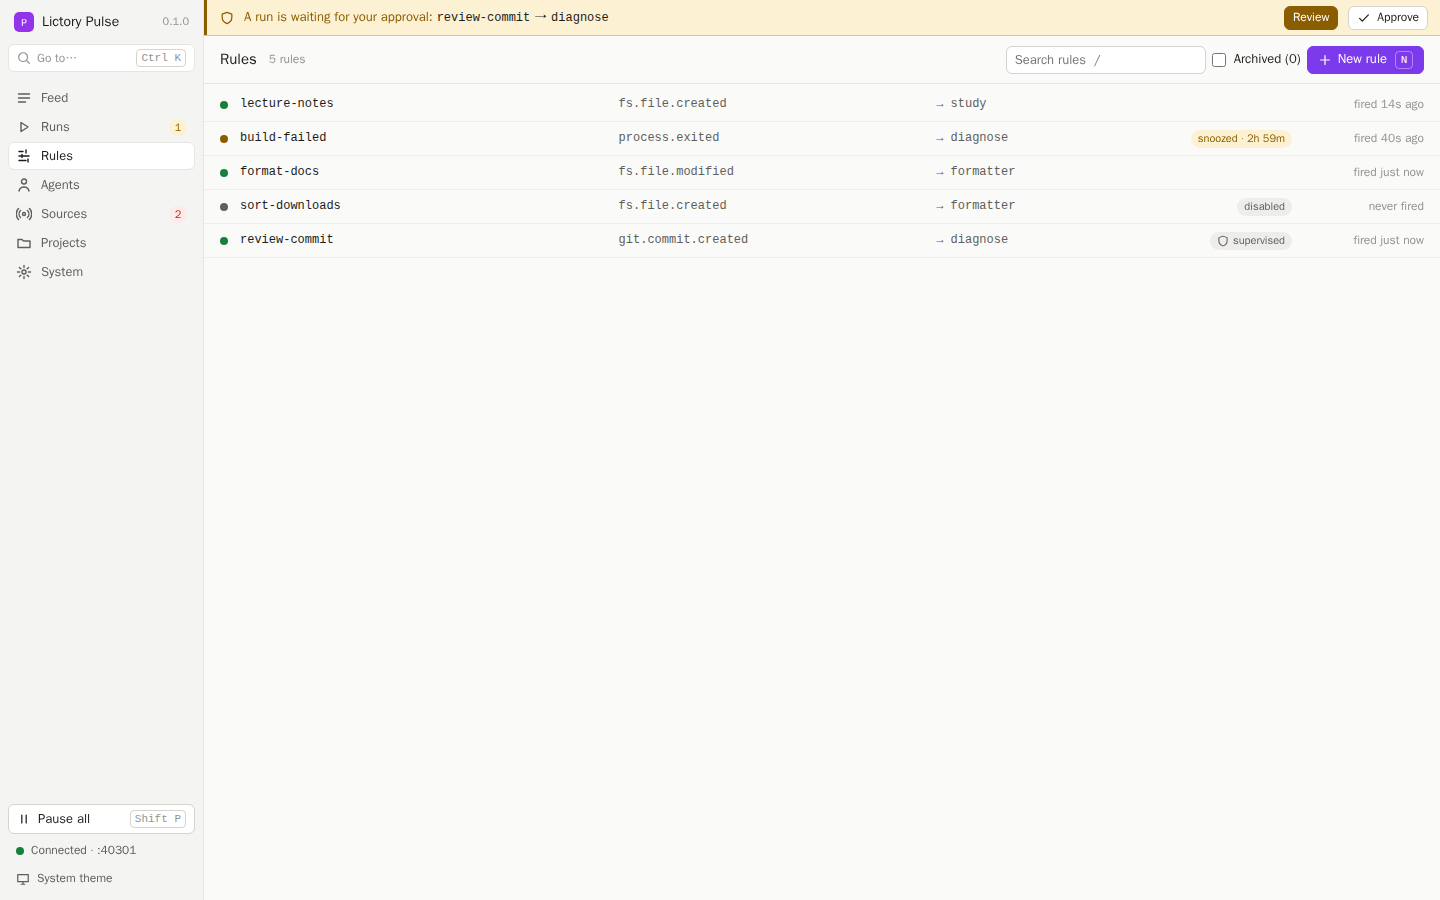 P Lictory Pulse 0.1.0
Go to··· Ctrl K
Feed
Runs 1
Rules
Agents
Sources 2
Projects
System
Pause all Shift P
Connected · :40301
System theme
A run is waiting for your approval: review-commit → diagnose Review Approve
Rules 5 rules Search rules / Archived (0) New rule N
lecture-notes fs.file.created → study fired 14s ago
build-failed process.exited → diagnose snoozed · 2h 59m fired 40s ago
format-docs fs.file.modified → formatter fired just now
sort-downloads fs.file.created → formatter disabled never fired
review-commit git.commit.created → diagnose supervised fired just now